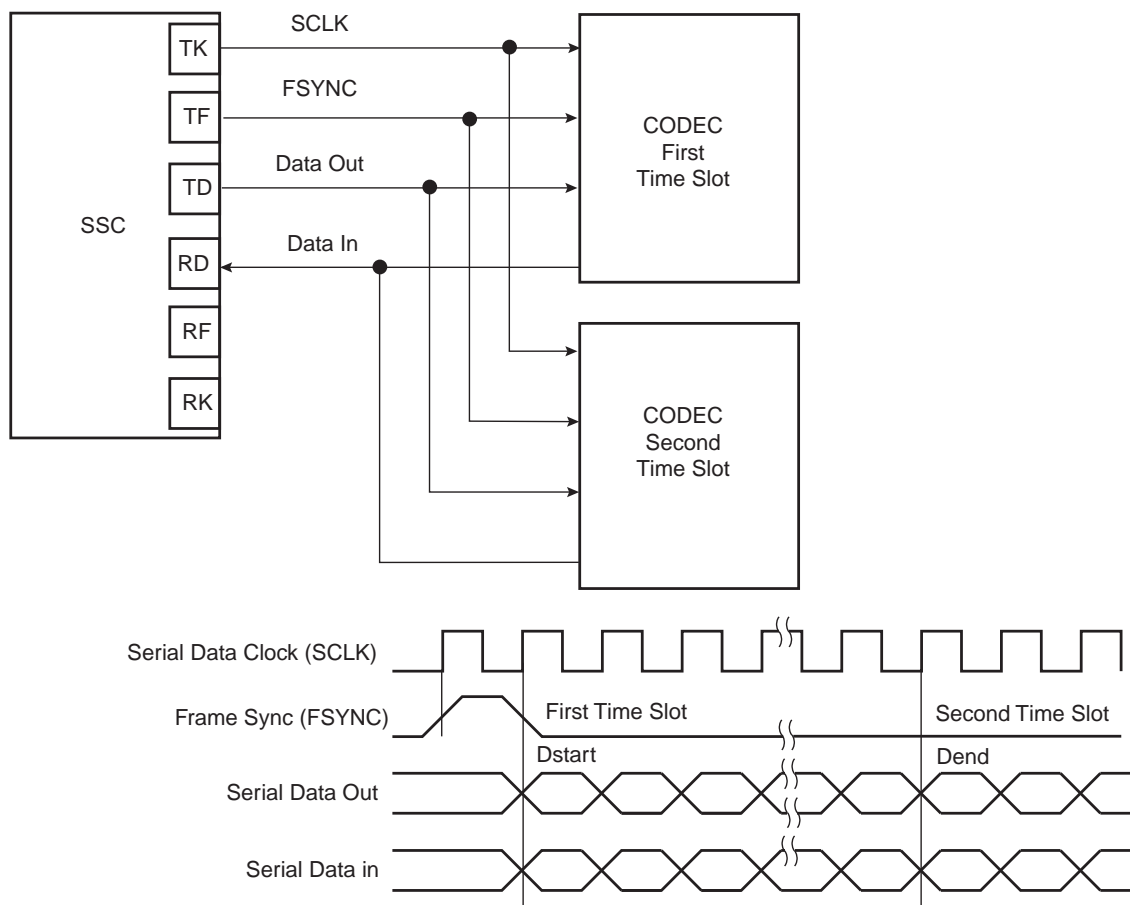 SSC
TK
TF
TD
RD
RF
RK
SCLK
FSYNC
Data Out
Data In
CODEC
First
Time Slot
CODEC
Second
Time Slot
Serial Data Clock (SCLK)
Frame Sync (FSYNC)
First Time Slot
Second Time Slot
Dstart
Dend
Serial Data Out
Serial Data in